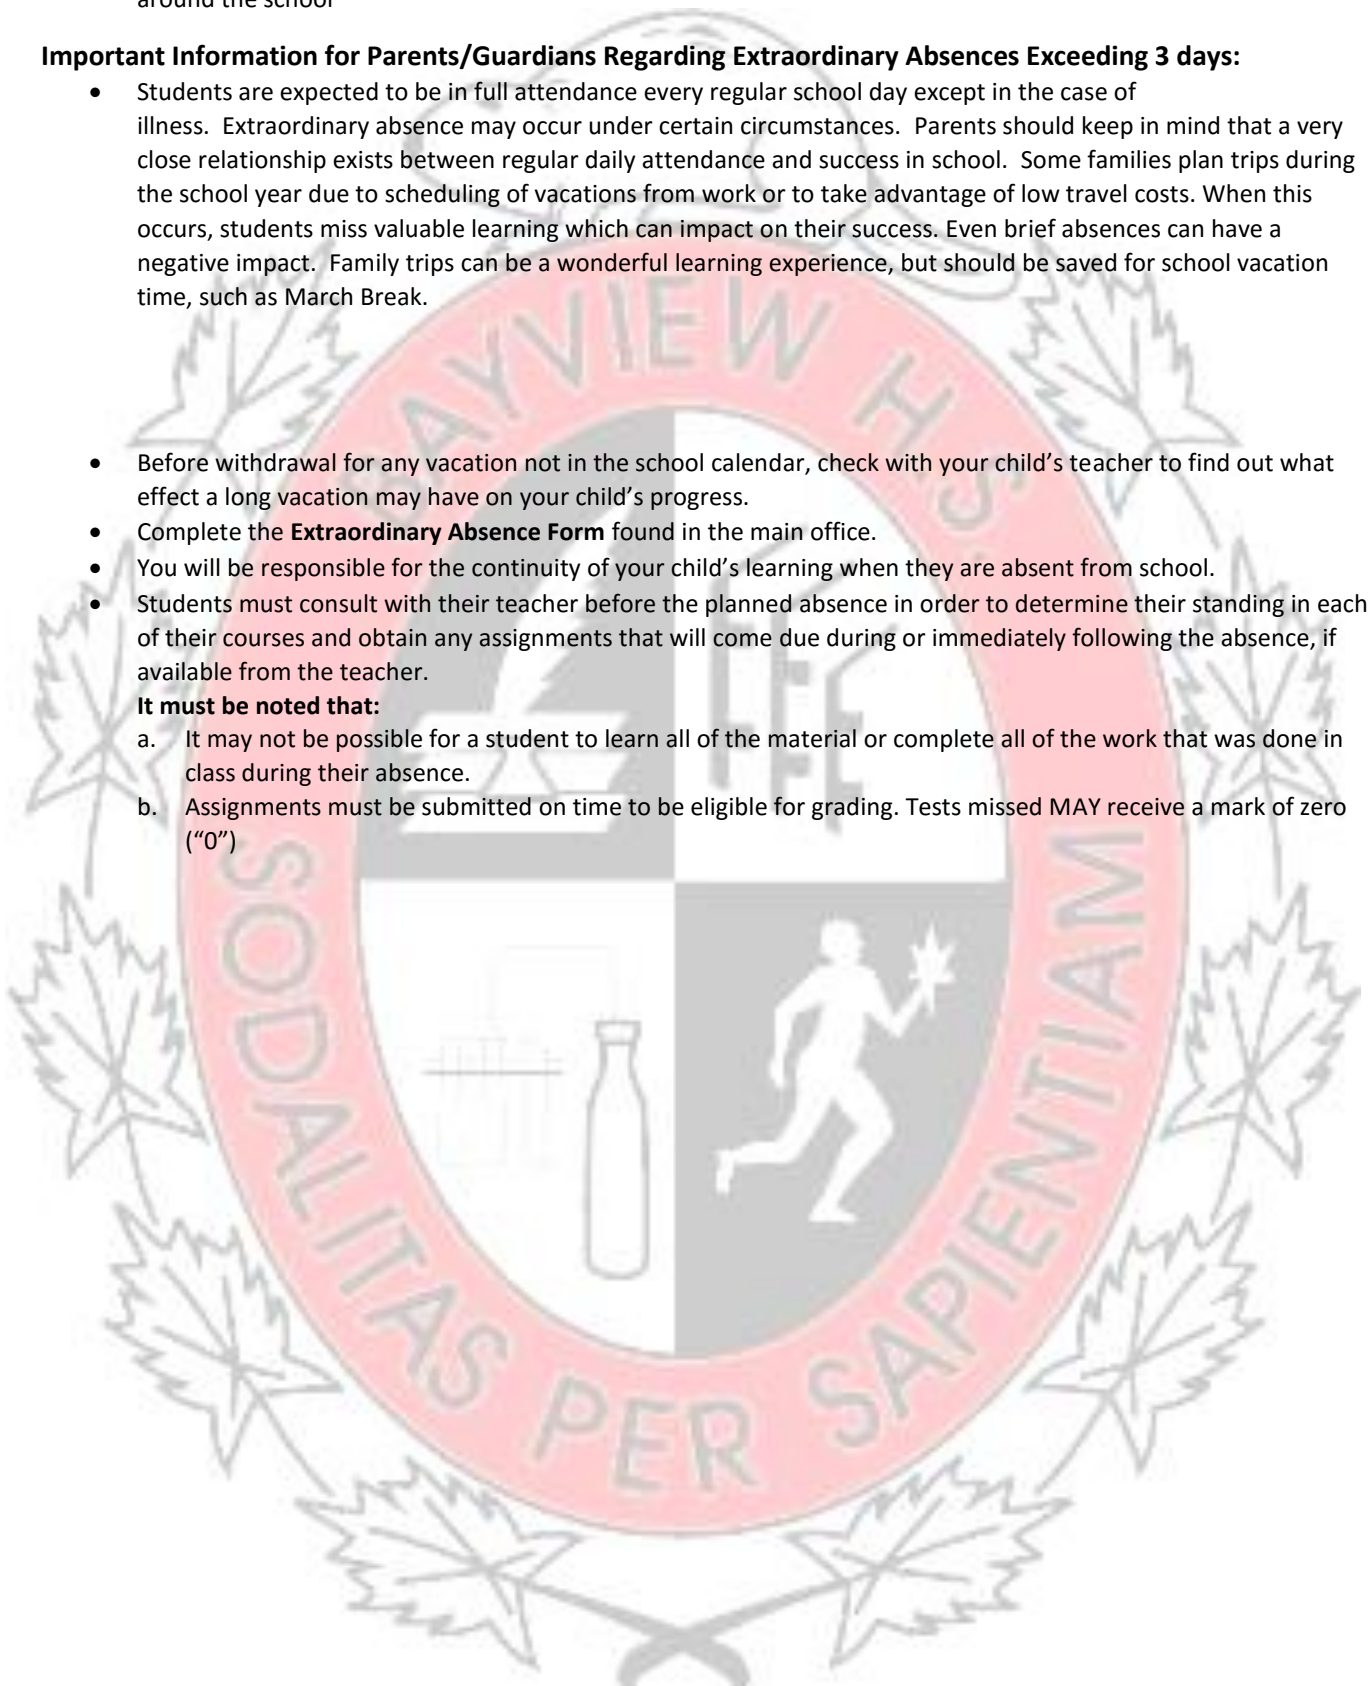 around the school
Important Information for Parents/Guardians Regarding Extraordinary Absences Exceeding 3 days:
• Students are expected to be in full attendance every regular school day except in the case of
illness.  Extraordinary absence may occur under certain circumstances.  Parents should keep in mind that a very
close relationship exists between regular daily attendance and success in school.  Some families plan trips during
the school year due to scheduling of vacations from work or to take advantage of low travel costs. When this
occurs, students miss valuable learning which can impact on their success. Even brief absences can have a
negative impact.  Family trips can be a wonderful learning experience, but should be saved for school vacation
time, such as March Break.
• Before withdrawal for any vacation not in the school calendar, check with your child’s teacher to find out what
effect a long vacation may have on your child’s progress.
• Complete the Extraordinary Absence Form found in the main office.
• You will be responsible for the continuity of your child’s learning when they are absent from school.
• Students must consult with their teacher before the planned absence in order to determine their standing in each
of their courses and obtain any assignments that will come due during or immediately following the absence, if
available from the teacher.
It must be noted that:
a. It may not be possible for a student to learn all of the material or complete all of the work that was done in
class during their absence.
b. Assignments must be submitted on time to be eligible for grading. Tests missed MAY receive a mark of zero
(“0”)
BAYVIEW H.S.
SODALITAS PER SAPIENTIAM